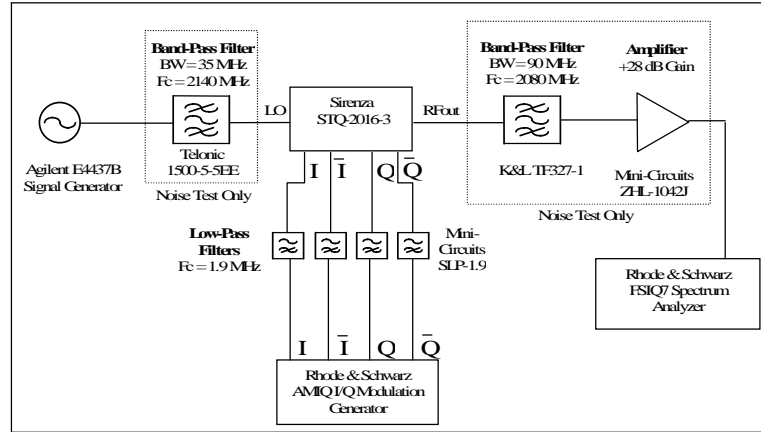 Band-Pass Filter
BW = 35 MHz
Fc = 2140 MHz
Band-Pass Filter
BW = 90 MHz
Fc = 2080 MHz
Amplifier
+28 dB Gain
LO
Sirenza
STQ-2016-3
RFout
Agilent E4437B
Signal Generator
Telonic
1500-5-5EE
Noise Test Only
K&L TF327-1
Mini-Circuits
ZHL-1042J
Noise Test Only
I
I̅
Q
Q̅
Low-Pass
Filters
Fc = 1.9 MHz
Mini-
Circuits
SLP-1.9
Rhode & Schwarz
FSIQ7 Spectrum
Analyzer
I
I̅
Q
Q̅
Rhode & Schwarz
AMIQ I/Q Modulation
Generator